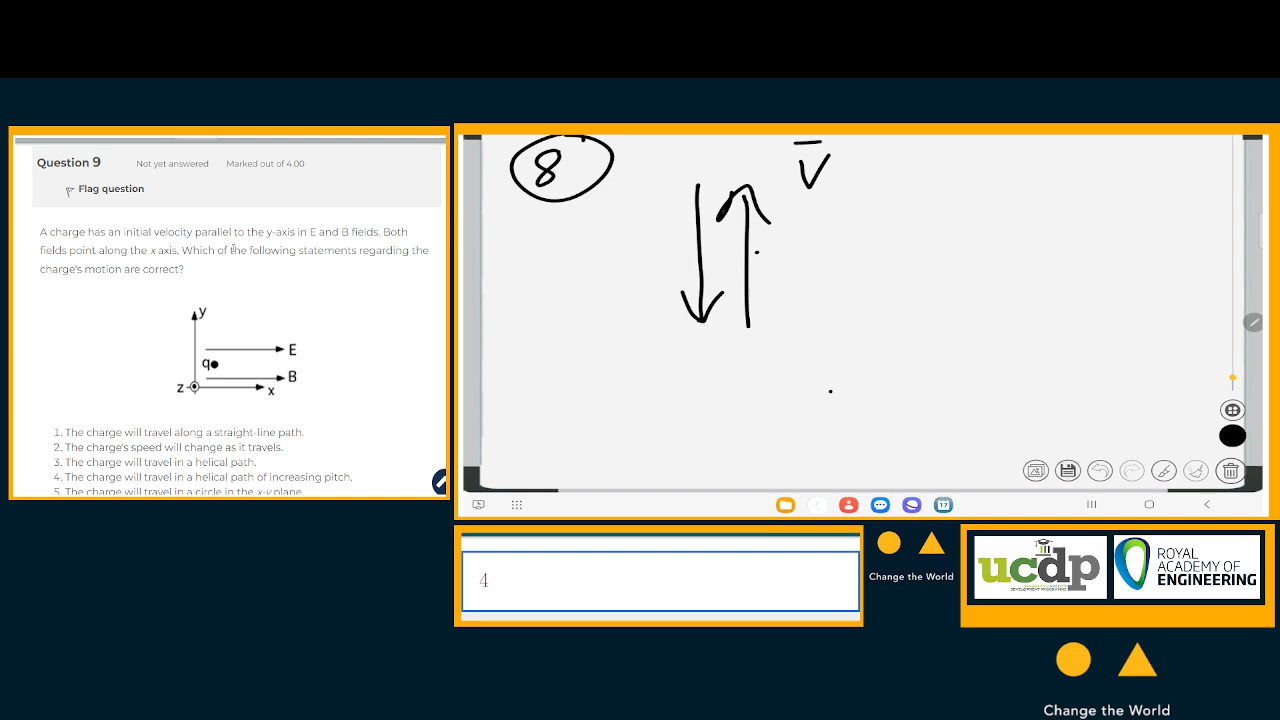 Question 9
Not yet answered
Marked out of 4.00
Flag question
A charge has an initial velocity parallel to the y-axis in E and B fields. Both
fields point along the x axis. Which of the following statements regarding the
charge's motion are correct?
y
E
q
B
z
x
1. The charge will travel along a straight-line path.
2. The charge's speed will change as it travels.
3. The charge will travel in a helical path.
4. The charge will travel in a helical path of increasing pitch.
5. The charge will travel in a circle in the x-y plane
8
V
17
4
Change the World
ucdp
ROYAL
ACADEMY OF
ENGINEERING
Change the World